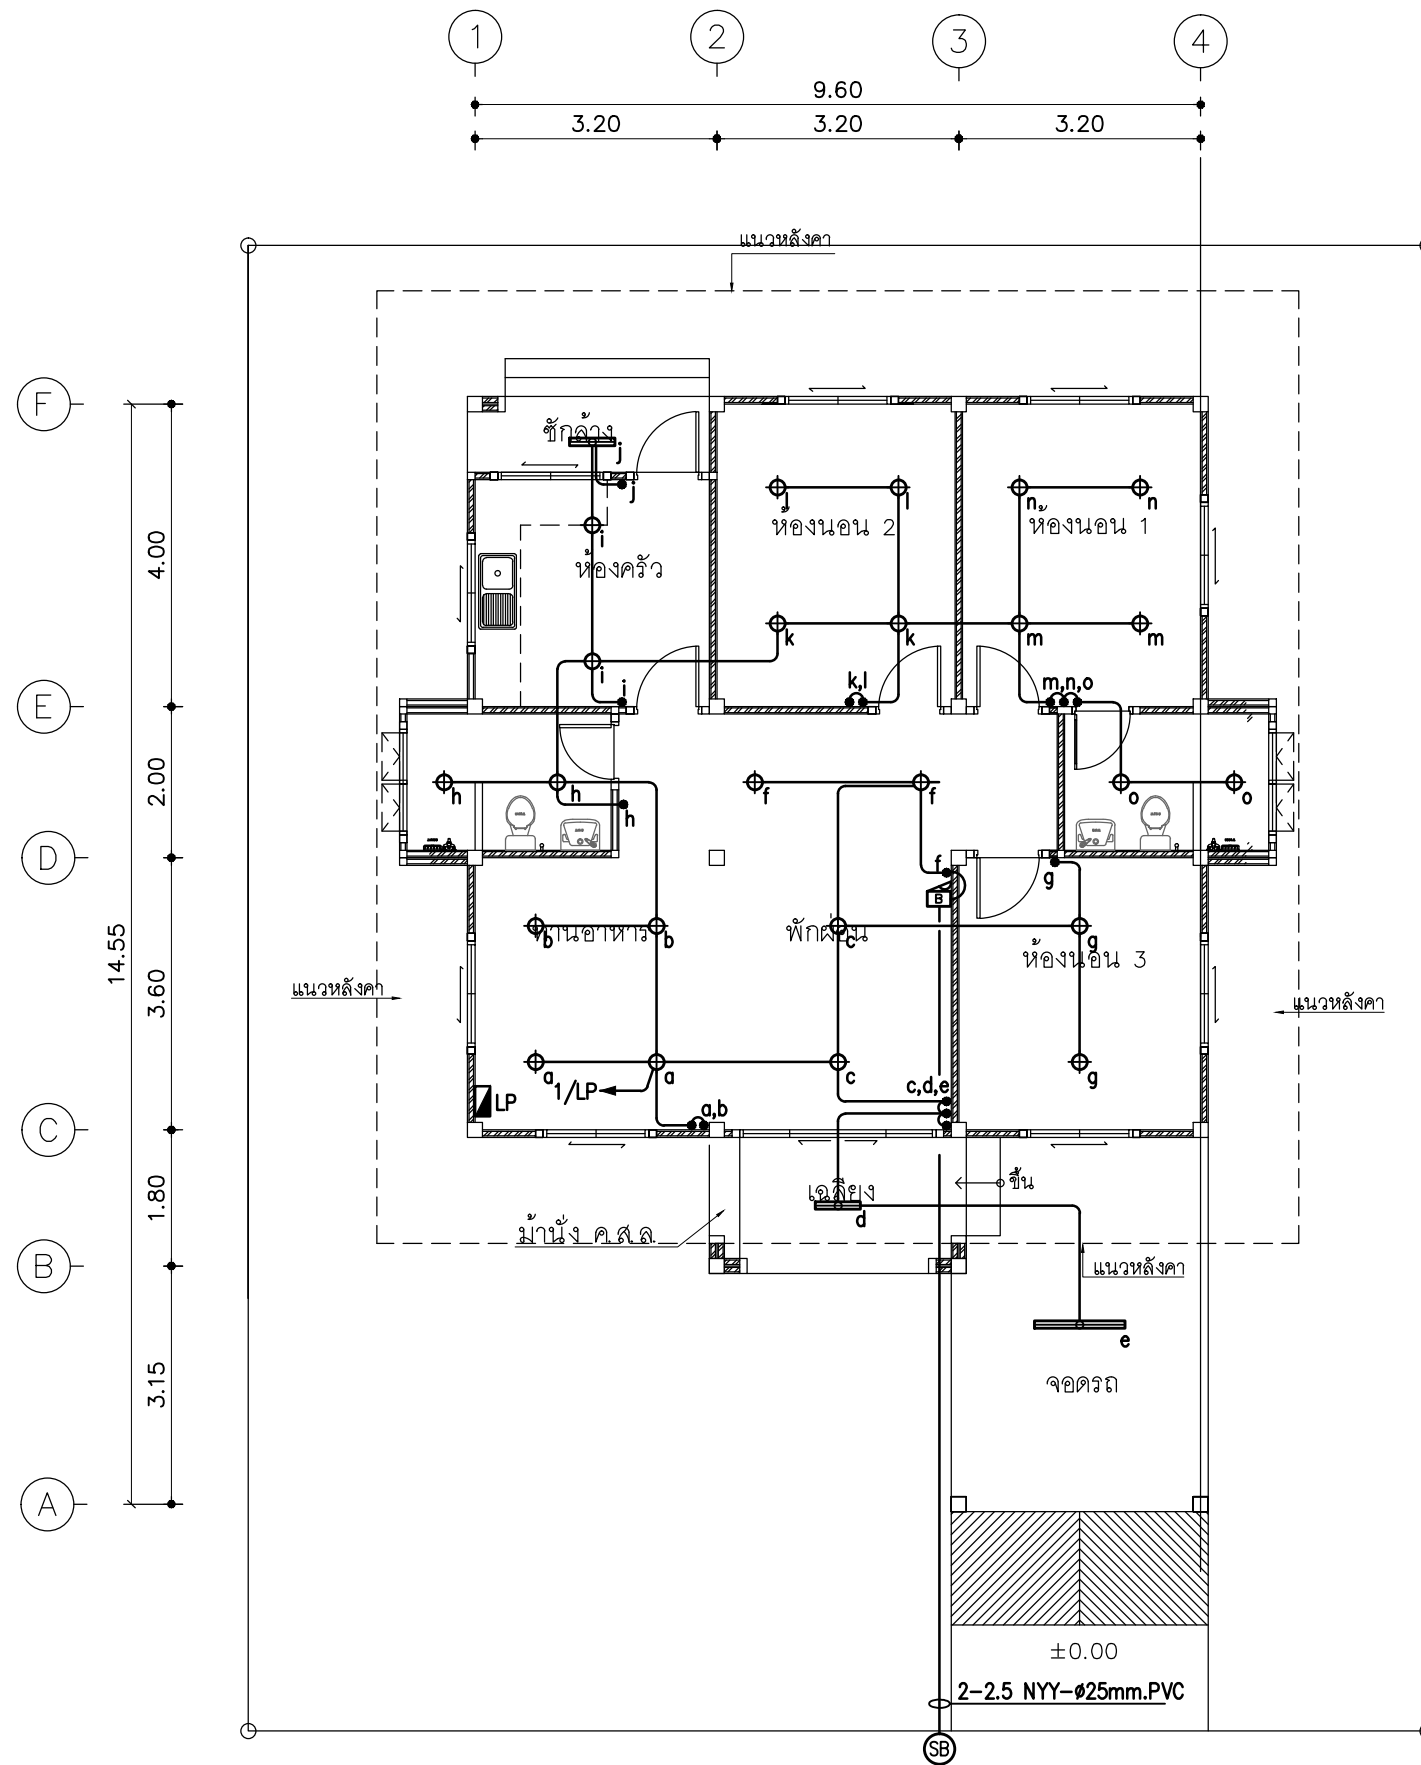 1 2 3 4
9.60
3.20 3.20 3.20
แนวหลังคา
F
ซักล้าง
j
j
l l n n
ห้องนอน 2 ห้องนอน 1
4.00
i
ห้องครัว
k k m m
i
k,l m,n,o
i
E
2.00
h h f f o o
h
D
f
g
B
b b c g
ทานอาหาร พักผ่อน
ห้องนอน 3
14.55
3.60
แนวหลังคา แนวหลังคา
a a c g
1/LP c,d,e
LP a,b
C
1.80
เฉลียง ขึ้น
d
ม้านั่ง ค.ส.ล.
B
แนวหลังคา
e
3.15
จอดรถ
A
±0.00
2-2.5 NYY-ø25mm.PVC
SB